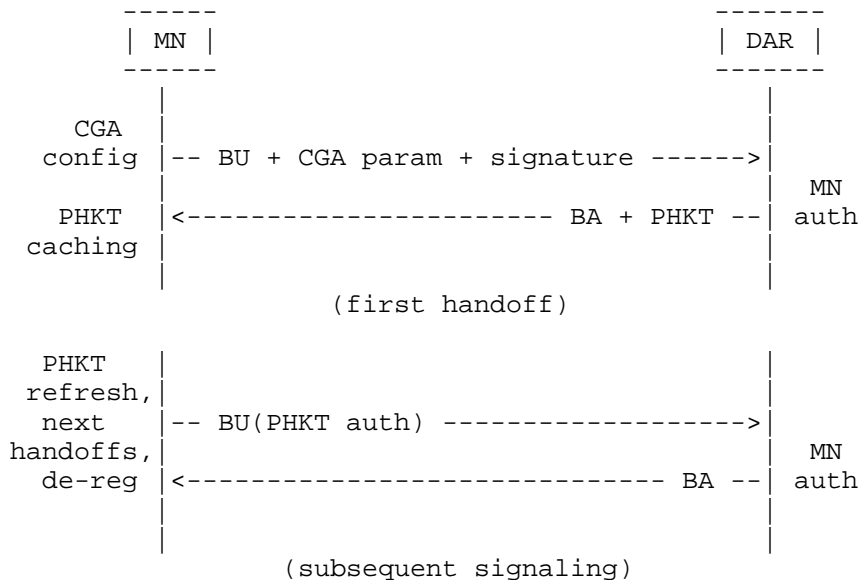 ------                                ------- 
| MN |                                | DAR |
------                                -------
|                                      |
CGA |                                      |
config |-- BU + CGA param + signature ------>|
|                                      | MN
PHKT |<----------------------- BA + PHKT --| auth
caching |                                      |
|                                      |
(first handoff)
PHKT |                                      |
refresh,|                                      |
next |-- BU(PHKT auth) ------------------->|
handoffs,|                                      | MN
de-reg |<------------------------------ BA --| auth
|                                      |
|                                      |
(subsequent signaling)